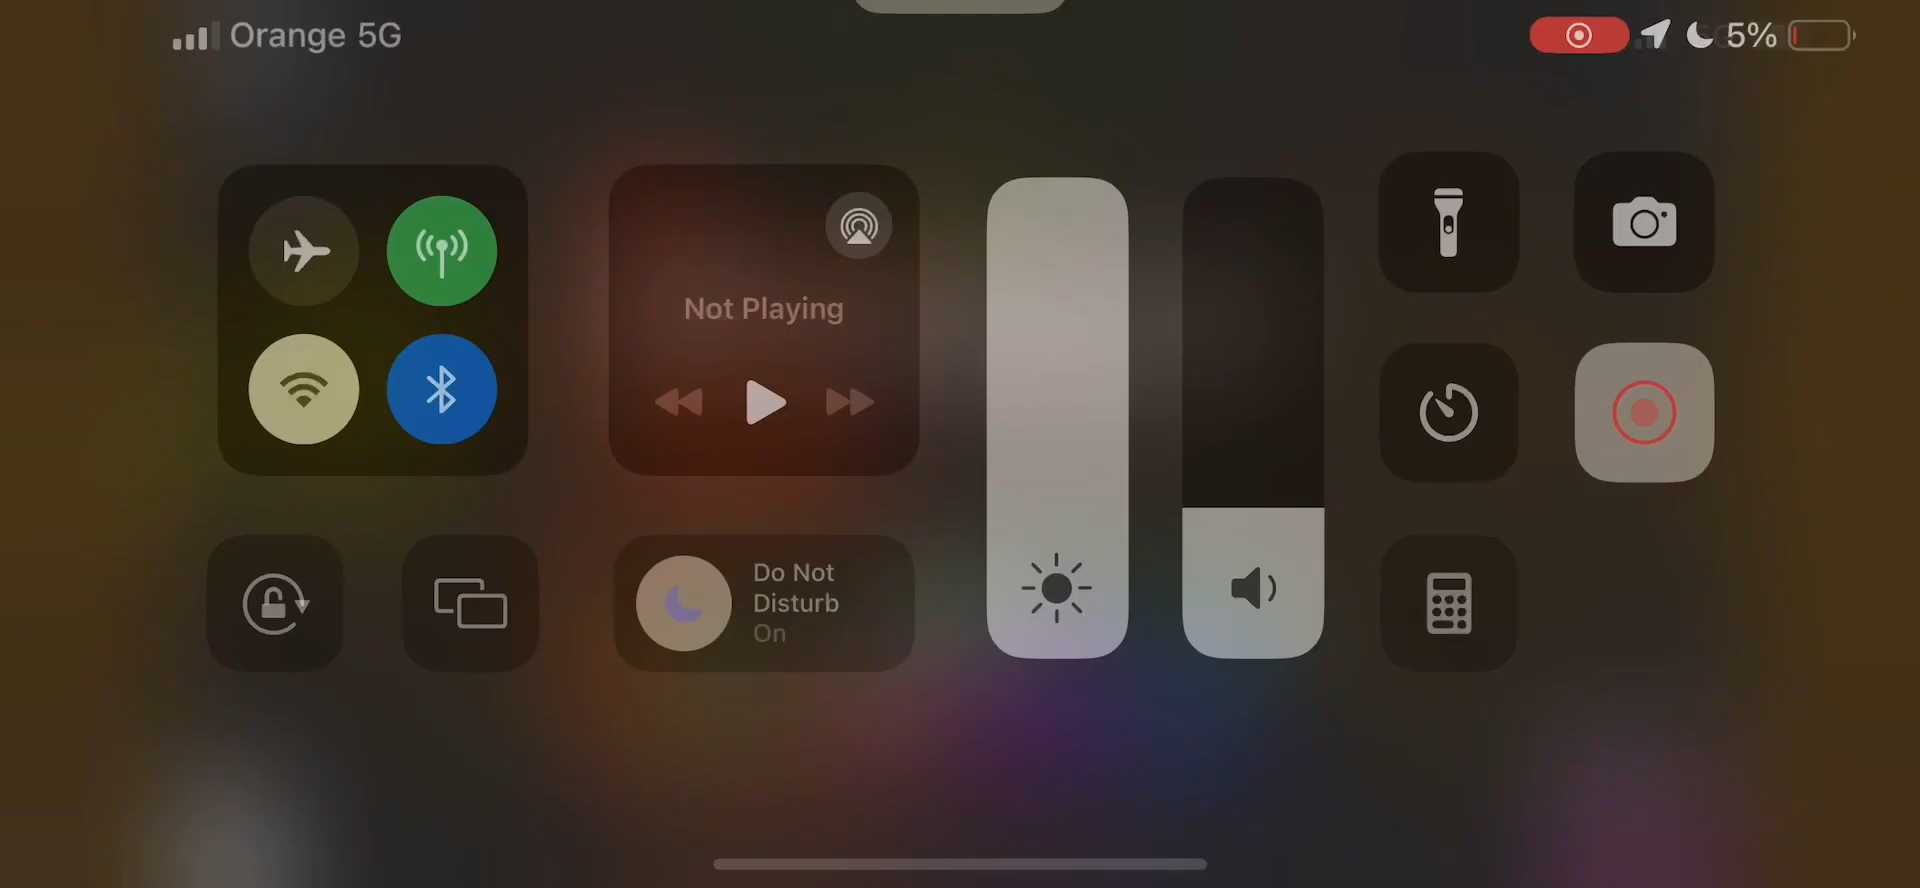 Orange 5G
5%
Not Playing
Do Not
Disturb
On